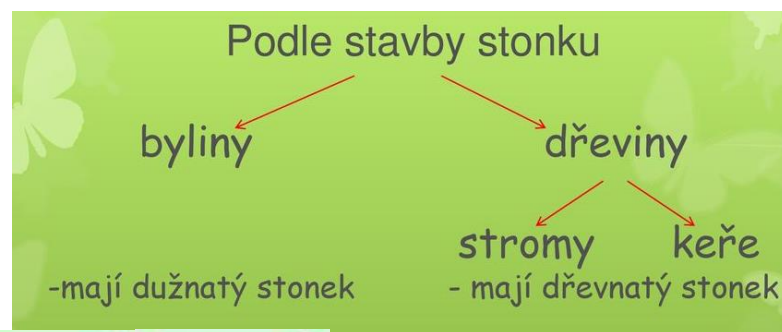 Podle stavby stonku
byliny dřeviny
stromy keře
-mají dužnatý stonek - mají dřevnatý stonek